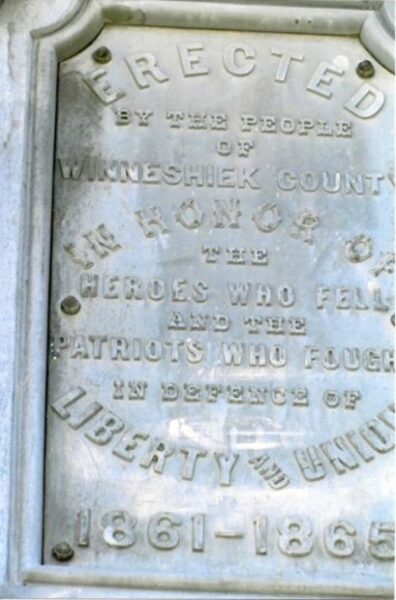 ERECTED
BY THE PEOPLE
OF
WINNESHIEK COUNTY
IN HONOR OF
THE
HEROES WHO FELL
AND THE
PATRIOTS WHO FOUGH
IN DEFENCE OF
LIBERTY AND UNION
1861-1865